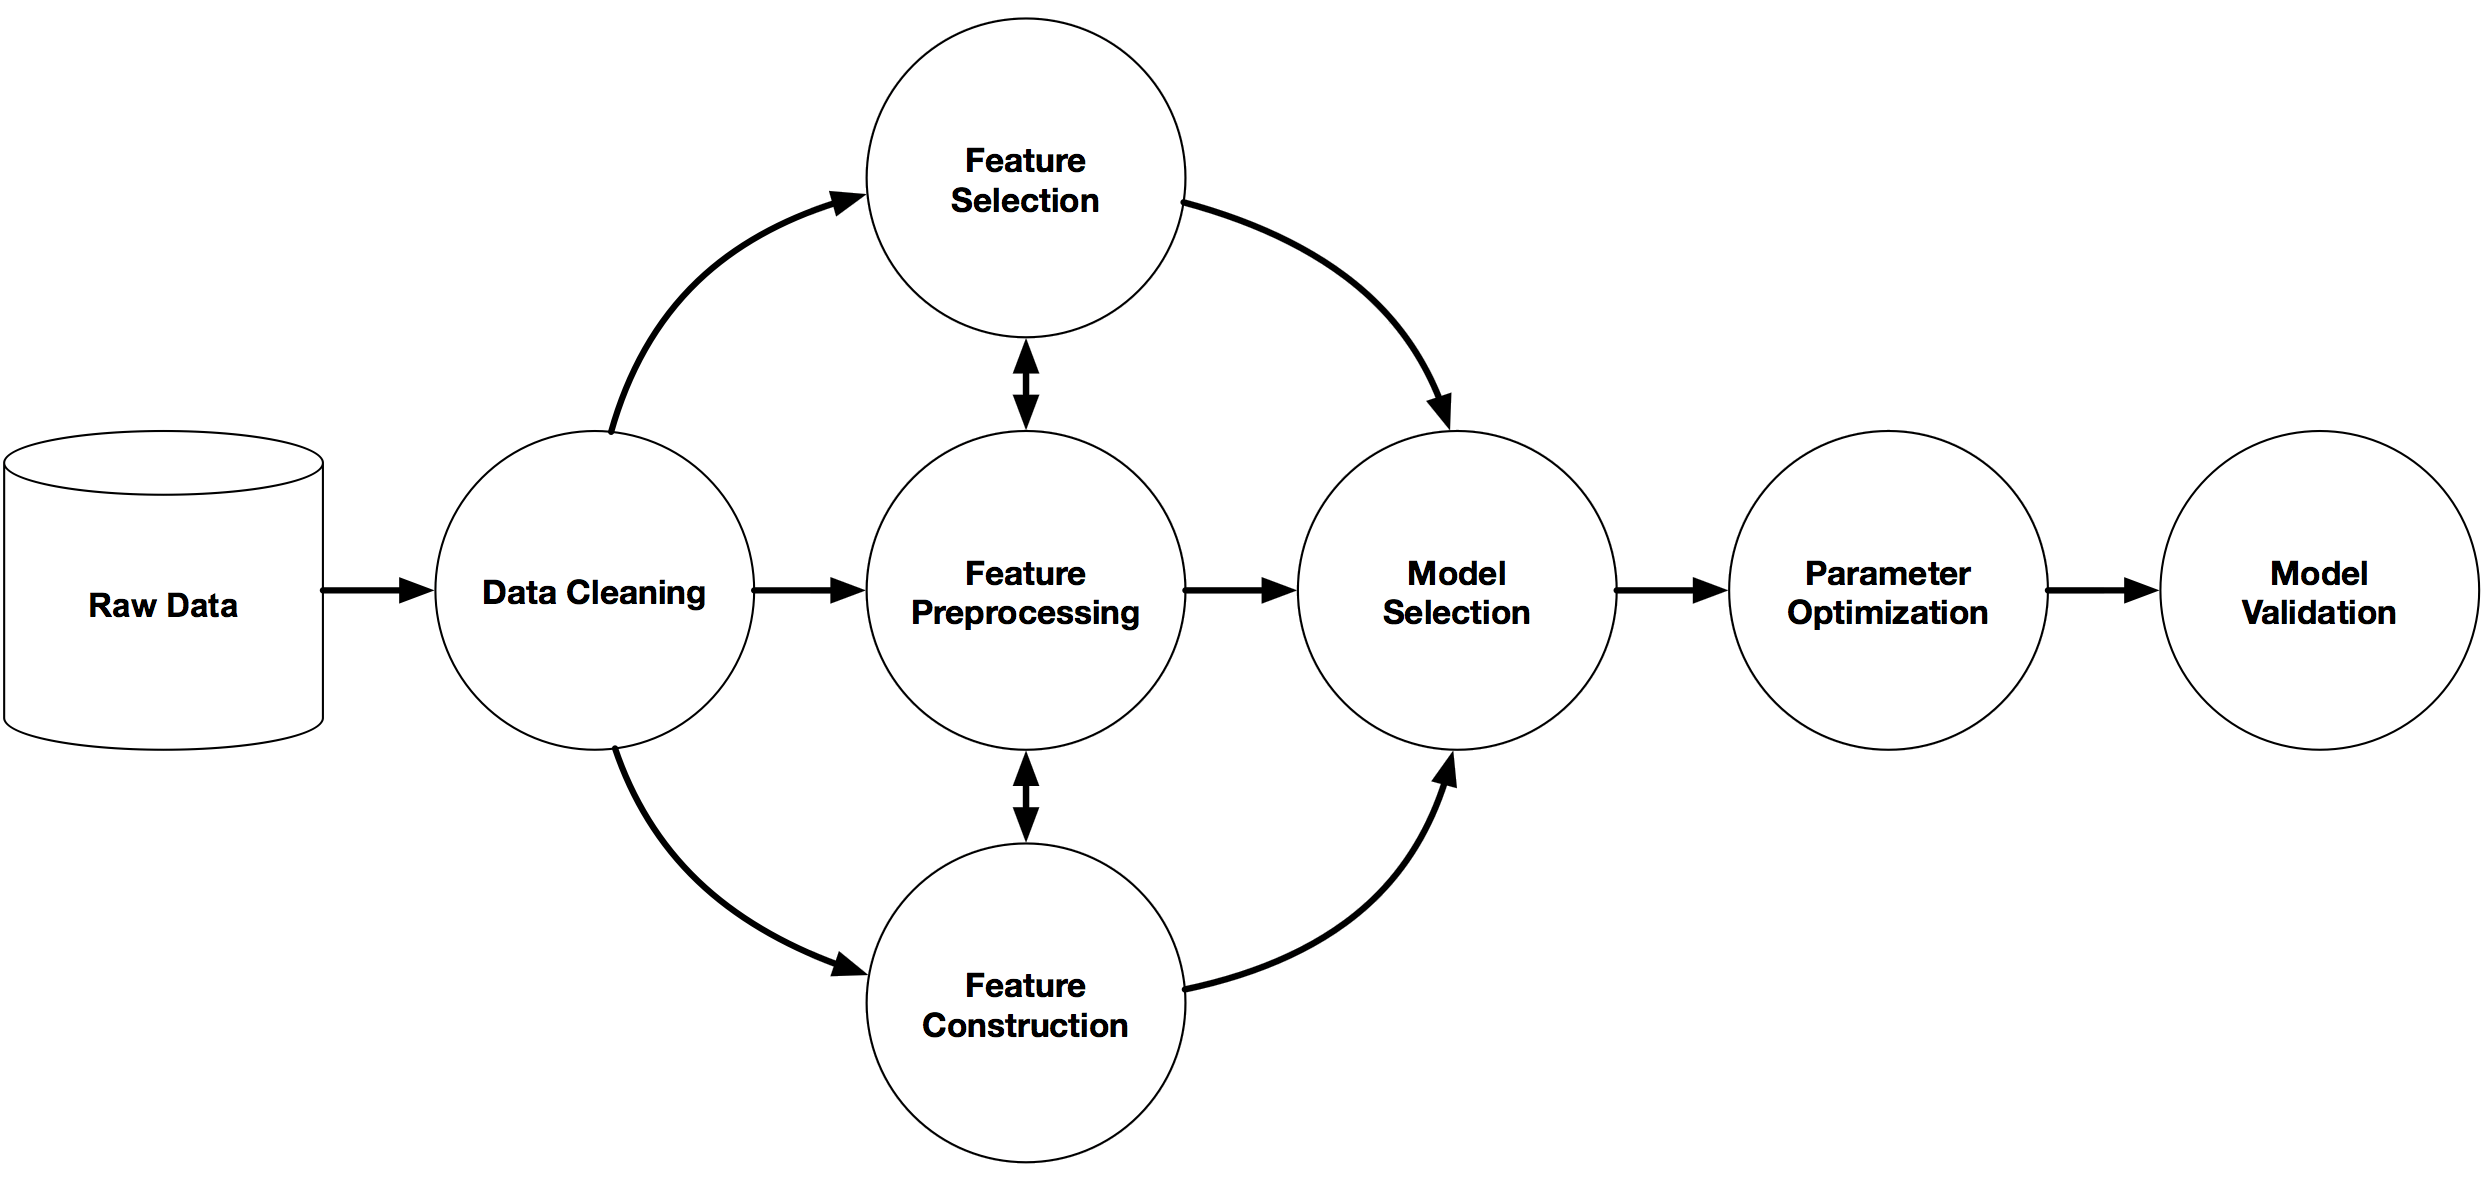 Feature
Selection
Raw Data
Data Cleaning
Feature
Preprocessing
Model
Selection
Parameter
Optimization
Model
Validation
Feature
Construction